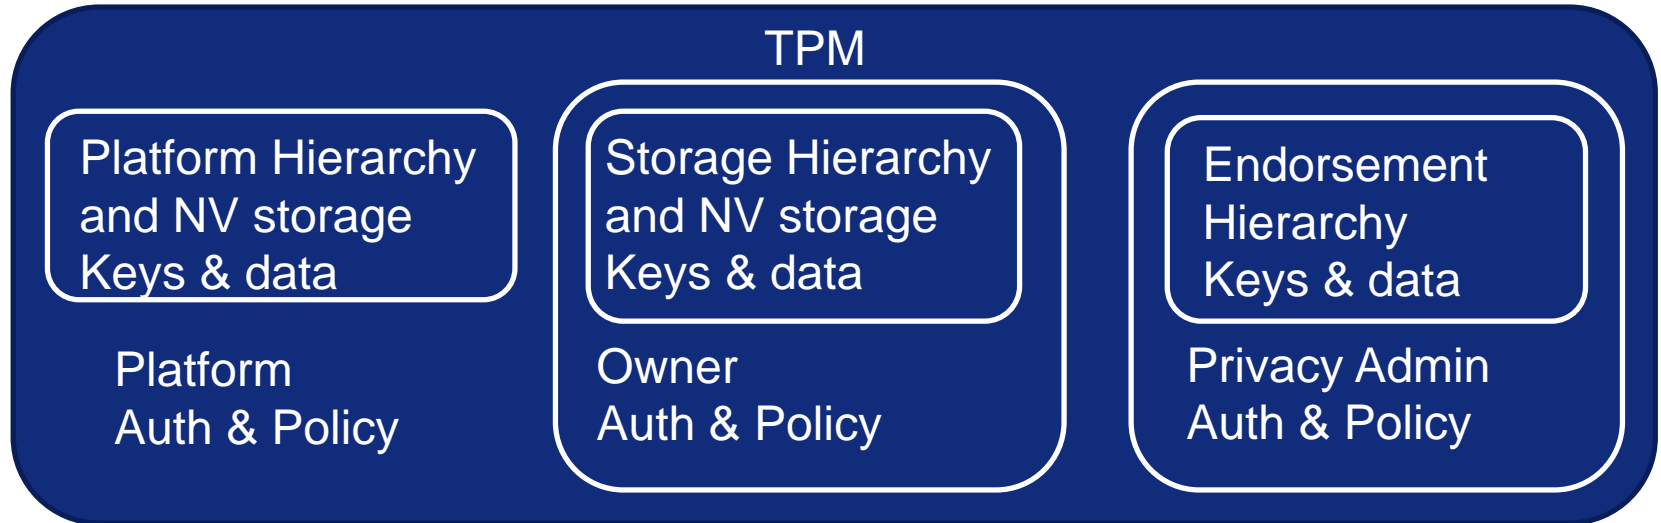 TPM
Platform Hierarchy
and NV storage
Keys & data
Platform
Auth & Policy
Storage Hierarchy
and NV storage
Keys & data
Owner
Auth & Policy
Endorsement
Hierarchy
Keys & data
Privacy Admin
Auth & Policy